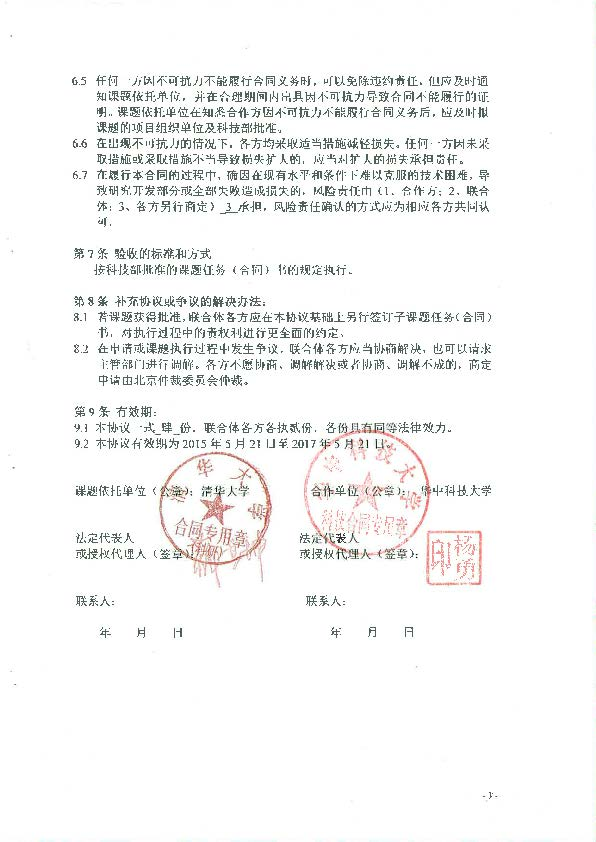 6.5 任何一方因不可抗力不能履行合同义务时，可以免除违约责任，但应及时通
知课题依托单位，并在合理期间内出具因不可抗力导致合同不能履行的证
明。课题依托单位在知悉合作方因不可抗力不能履行合同义务后，应及时报
课题的项目组织单位及科技部批准。
6.6 在出现不可抗力的情况下，各方均采取适当措施减轻损失。任何一方因未采
取措施或采取措施不当导致损失扩大的，应当对扩大的损失承担责任。
6.7 在履行本合同的过程中，确因在现有水平和条件下难以克服的技术困难，导
致研究开发部分或全部失败造成损失的，风险责任由（1、合作方；2、联合
体；3、各方另行商定）_3_承担，风险责任确认的方式应为相应各方共同认
可。
第 7 条 验收的标准和方式
按科技部批准的课题任务（合同）书的规定执行。
第 8 条 补充协议或争议的解决办法：
8.1 若课题获得批准，联合体各方应在本协议基础上另行签订子课题任务（合同）
书，对执行过程中的责权利进行更全面的约定。
8.2 在申请或课题执行过程中发生争议，联合体各方应当协商解决，也可以请求
主管部门进行调解。各方不愿协商、调解解决或者协商、调解不成的，商定
申请由北京仲裁委员会仲裁。
第 9 条 有效期：
9.1 本协议一式_肆_份，联合体各方各执贰份，各份具有同等法律效力。
9.2 本协议有效期为 2015 年 5 月 21 日至 2017 年 5 月 21 日。
课题依托单位（公章）：清华大学 合作单位（公章）：华中科技大学
清华大学
合同专用章
(科研)
华中科技大学
科技合同专用章
法定代表人 法定代表人
或授权代理人（签章）： 或授权代理人（签章）：
杨勇印
联系人： 联系人：
年 月 日 年 月 日
-3-